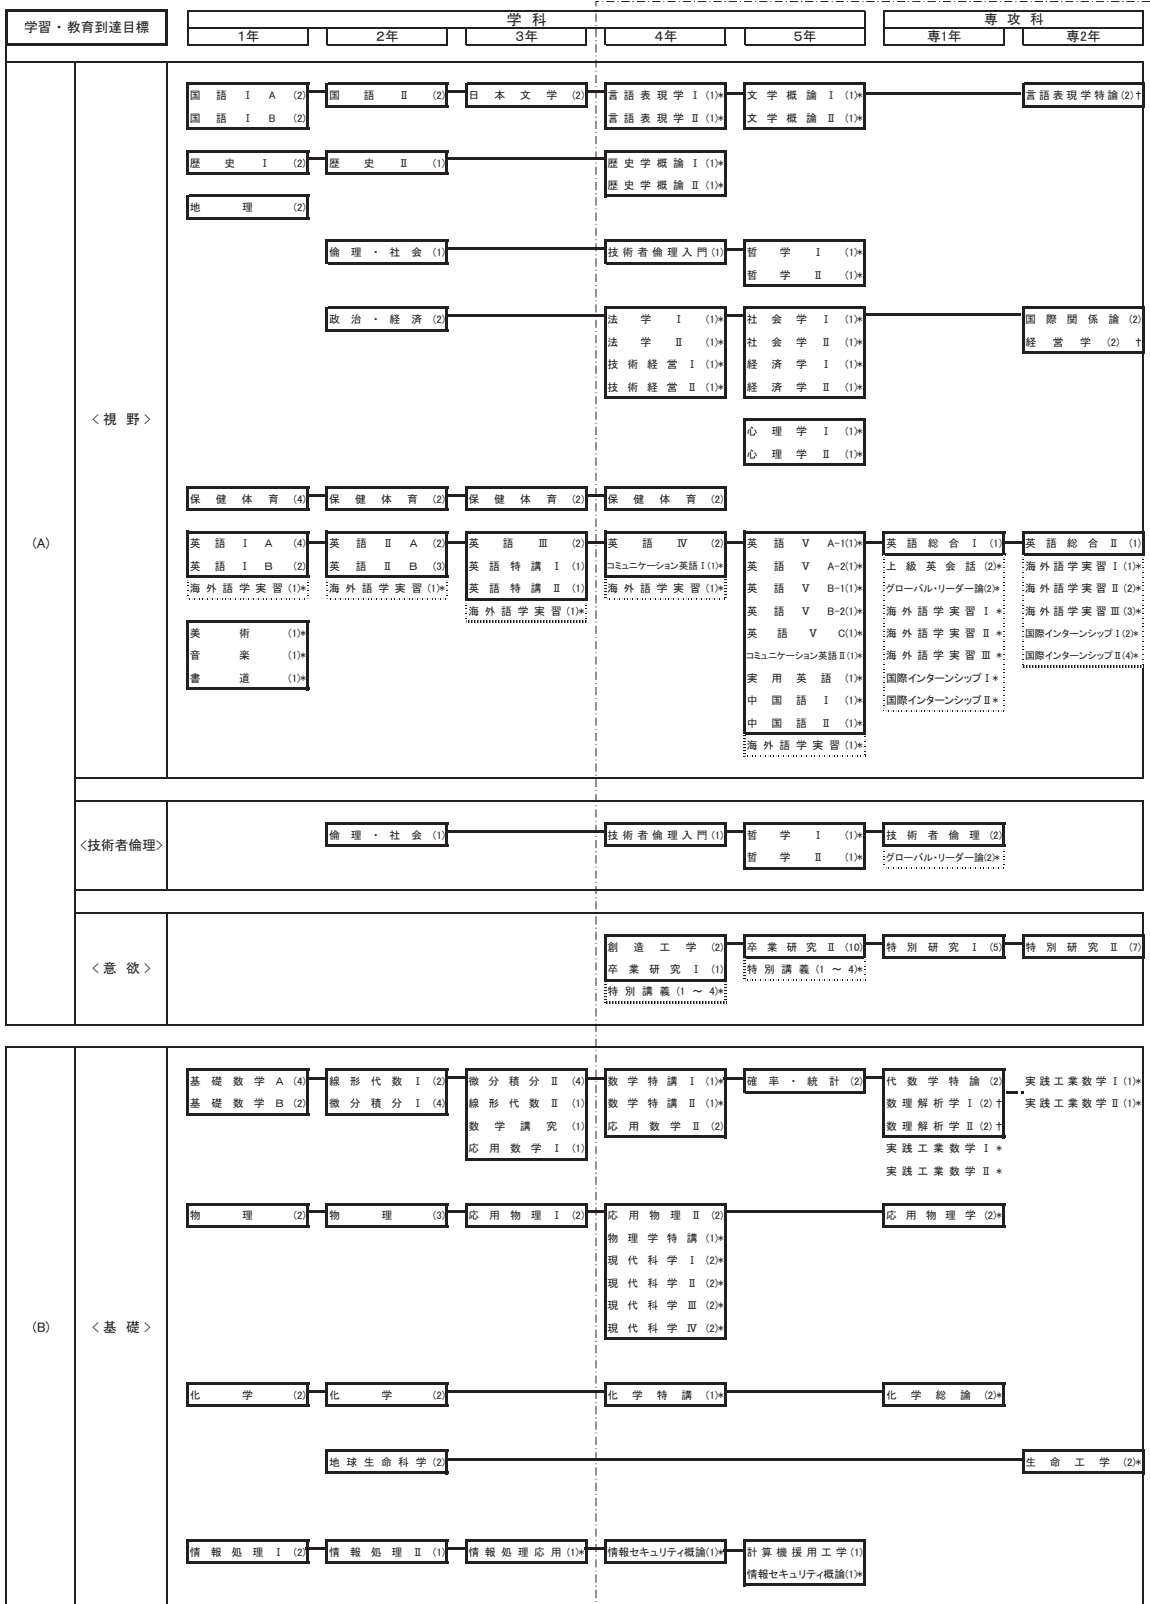 学習・教育到達目標 学科 専攻科
1年 2年 3年 4年 5年 専1年 専2年
国語ⅠA(2) 国語Ⅱ(2) 日本文学(2) 言語表現学Ⅰ(1)* 文学概論Ⅰ(1)* 言語表現学特論(2)†
国語ⅠB(2) 言語表現学Ⅱ(1)* 文学概論Ⅱ(1)*
歴史Ⅰ(2) 歴史Ⅱ(1) 歴史学概論Ⅰ(1)*
歴史学概論Ⅱ(1)*
地理(2)
倫理・社会(1) 技術者倫理入門(1) 哲学Ⅰ(1)*
哲学Ⅱ(1)*
政治・経済(2) 法学Ⅰ(1)* 社会学Ⅰ(1)* 国際関係論(2)
法学Ⅱ(1)* 社会学Ⅱ(1)* 経営学(2)†
技術経営Ⅰ(1)* 経済学Ⅰ(1)*
技術経営Ⅱ(1)* 経済学Ⅱ(1)*
<視野>
心理学Ⅰ(1)*
心理学Ⅱ(1)*
保健体育(4) 保健体育(2) 保健体育(2) 保健体育(2)
(A) 英語ⅠA(4) 英語ⅡA(2) 英語Ⅲ(2) 英語Ⅳ(2) 英語ⅤA-1(1)* 英語総合Ⅰ(1) 英語総合Ⅱ(1)
英語ⅠB(2) 英語ⅡB(3) 英語特講Ⅰ(1) コミュニケーション英語Ⅰ(1)* 英語ⅤA-2(1)* 上級英会話(2)* 海外語学実習Ⅰ(1)*
海外語学実習(1)* 海外語学実習(1)* 英語特講Ⅱ(1) 海外語学実習(1)* 英語ⅤB-1(1)* グローバル・リーダー論(2)* 海外語学実習Ⅱ(2)*
海外語学実習(1)* 英語ⅤB-2(1)* 海外語学実習Ⅰ* 海外語学実習Ⅲ(3)*
美術(1)* 英語ⅤC(1)* 海外語学実習Ⅱ* 国際インターンシップⅠ(2)*
音楽(1)* コミュニケーション英語Ⅱ(1)* 海外語学実習Ⅲ* 国際インターンシップⅡ(4)*
書道(1)* 実用英語(1)* 国際インターンシップⅠ*
中国語Ⅰ(1)* 国際インターンシップⅡ*
中国語Ⅱ(1)*
海外語学実習(1)*
<技術者倫理> 倫理・社会(1) 技術者倫理入門(1) 哲学Ⅰ(1)* 技術者倫理(2)
哲学Ⅱ(1)* グローバル・リーダー論(2)*
<意欲> 創造工学(2) 卒業研究Ⅱ(10) 特別研究Ⅰ(5) 特別研究Ⅱ(7)
卒業研究Ⅰ(1) 特別講義(1～4)*
特別講義(1～4)*
基礎数学A(4) 線形代数Ⅰ(2) 微分積分Ⅱ(4) 数学特講Ⅰ(1)* 確率・統計(2) 代数学特論(2) 実践工業数学Ⅰ(1)*
基礎数学B(2) 微分積分Ⅰ(4) 線形代数Ⅱ(1) 数学特講Ⅱ(1)* 数理解析学Ⅰ(2)† 実践工業数学Ⅱ(1)*
数学講究(1) 応用数学Ⅱ(2) 数理解析学Ⅱ(2)†
応用数学Ⅰ(1) 実践工業数学Ⅰ*
実践工業数学Ⅱ*
物理(2) 物理(3) 応用物理Ⅰ(2) 応用物理Ⅱ(2) 応用物理学(2)*
物理学特講(1)*
現代科学Ⅰ(2)*
現代科学Ⅱ(2)*
現代科学Ⅲ(2)*
(B) <基礎> 現代科学Ⅳ(2)*
化学(2) 化学(2) 化学特講(1)* 化学総論(2)*
地球生命科学(2) 生命工学(2)*
情報処理Ⅰ(2) 情報処理Ⅱ(1) 情報処理応用(1)* 情報セキュリティ概論(1)* 計算機援用工学(1)
情報セキュリティ概論(1)*